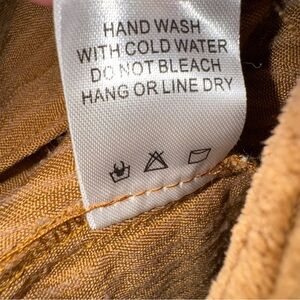 HAND WASH
WITH COLD WATER
DO NOT BLEACH
HANG OR LINE DRY